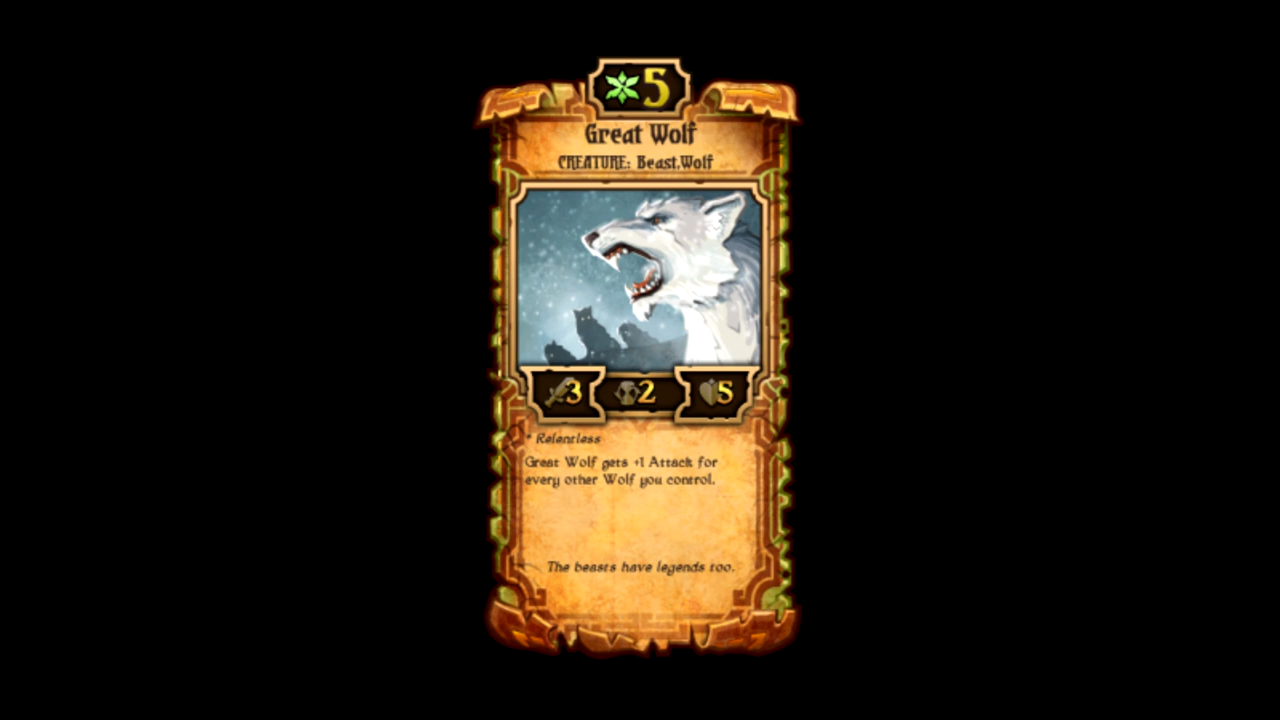 5
Great Wolf
CREATURE: Beast,Wolf
3 2 5
* Relentless
Great Wolf gets +1 Attack for
every other Wolf you control.
The beasts have legends too.